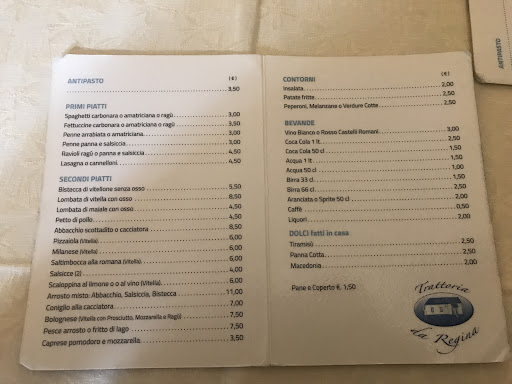 ANTIPASTO (€)
3,50
PRIMI PIATTI
Spaghetti carbonara o amatriciana o ragù 3,00
Fettuccine carbonara o amatriciana o ragù 3,50
Penne arrabiata o amatriciana 3,00
Penne panna e salsiccia 3,00
Ravioli ragù o panna e salsiccia 4,50
Lasagna o cannelloni 4,50
SECONDI PIATTI
Bistecca di vitellone senza osso 5,50
Lombata di vitella con osso 8,50
Lombata di maiale con osso 4,50
Petto di pollo 4,50
Abbacchio scottadito o cacciatora 8,50
Pizzaiola (Vitella) 6,00
Milanese (Vitella) 6,00
Saltimbocca alla romana (Vitella) 6,00
Salsicce (2) 4,00
Scaloppina al limone o o al vino (Vitella) 6,00
Arrosto misto: Abbacchio, Salsiccia, Bistecca 11,00
Coniglio alla cacciatora 7,00
Bolognese (Vitella con Prosciutto, Mozzarella e Ragù) 7,50
Pesca arrosto o fritto di lago 7,50
Caprese pomodoro e mozzarella 3,50
CONTORNI (€)
Insalata 2,00
Patate fritte 2,50
Peperoni, Melanzane o Verdure Cotte 2,50
BEVANDE
Vino Bianco o Rosso Castelli Romani 3,00
Coca Cola 1 lt 2,50
Coca Cola 50 cl 1,50
Acqua 1 lt 1,50
Acqua 50 cl 1,00
Birra 33 cl 1,50
Birra 66 cl 2,50
Aranciata o Sprite 50 cl 2,00
Caffè 0,50
Liquori 2,00
DOLCI fatti in casa
Tiramisù 2,50
Panna Cotta 2,50
Macedonia 2,00
Pane e Coperto € 1,50
Trattoria
da Regina
ANTIPASTO